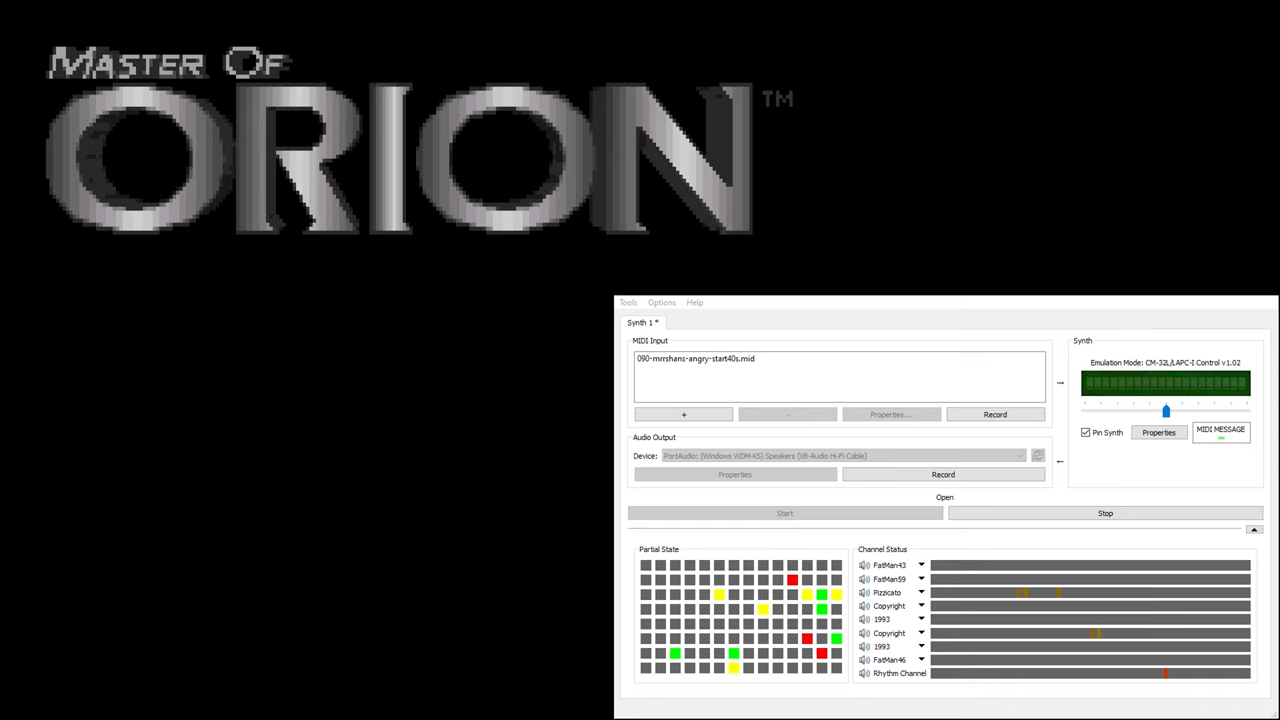 MASTER OF
ORION™
Tools Options Help
Synth 1 *
MIDI Input
090-mrrshans-angry-start40s.mid
+ - Properties... Record
Audio Output
Device: PortAudio: (Windows WDM-KS) Speakers (VB-Audio Hi-Fi Cable)
Properties Record
Synth
Emulation Mode: CM-32L/LAPC-I Control v1.02
Pin Synth Properties MIDI MESSAGE
Open
Start Stop
Partial State
Channel Status
FatMan43
FatMan59
Pizzicato
Copyright
1993
Copyright
1993
FatMan46
Rhythm Channel